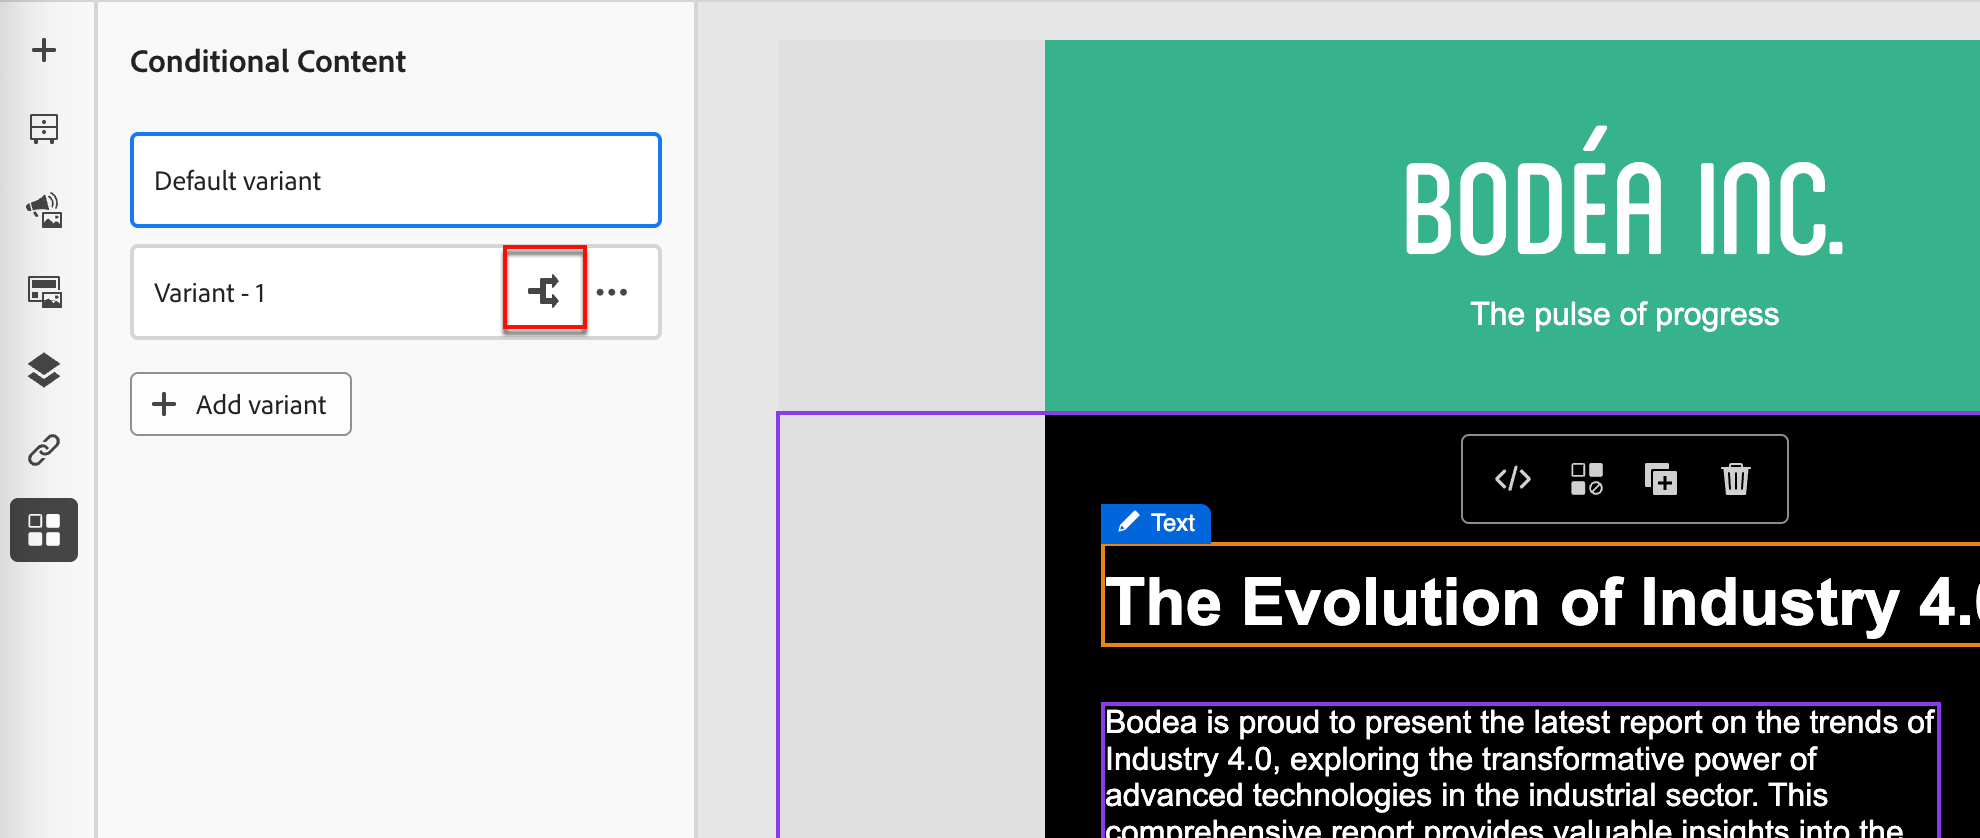 Conditional Content
Default variant
Variant - 1
Add variant
BODÉA INC.
The pulse of progress
Text
The Evolution of Industry 4.0
Bodea is proud to present the latest report on the trends of
Industry 4.0, exploring the transformative power of
advanced technologies in the industrial sector. This
comprehensive report provides valuable insights into the